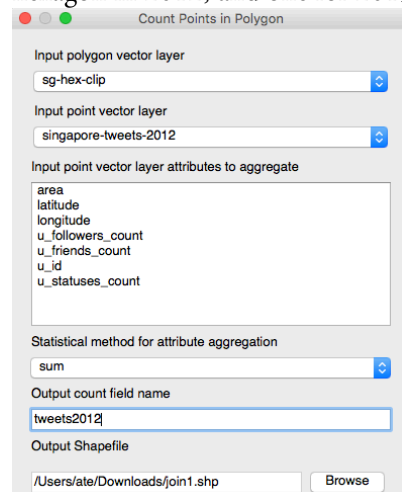 Count Points in Polygon
Input polygon vector layer
sg-hex-clip
Input point vector layer
singapore-tweets-2012
Input point vector layer attributes to aggregate
area
latitude
longitude
u_followers_count
u_friends_count
u_id
u_statuses_count
Statistical method for attribute aggregation
sum
Output count field name
tweets2012
Output Shapefile
/Users/ate/Downloads/join1.shp Browse